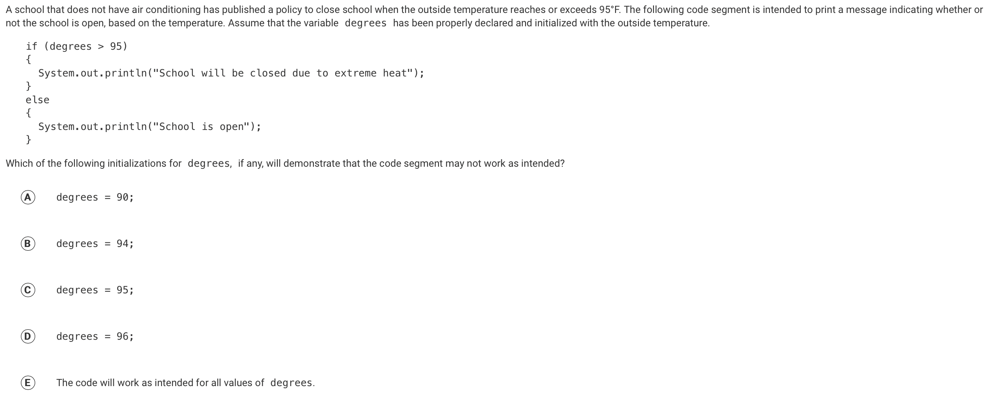 A school that does not have air conditioning has published a policy to close school when the outside temperature reaches or exceeds 95°F. The following code segment is intended to print a message indicating whether or
not the school is open, based on the temperature. Assume that the variable degrees has been properly declared and initialized with the outside temperature.
if (degrees > 95)
{
  System.out.println("School will be closed due to extreme heat");
}
else
{
  System.out.println("School is open");
}
Which of the following initializations for degrees, if any, will demonstrate that the code segment may not work as intended?
A degrees = 90;
B degrees = 94;
C degrees = 95;
D degrees = 96;
E The code will work as intended for all values of degrees.